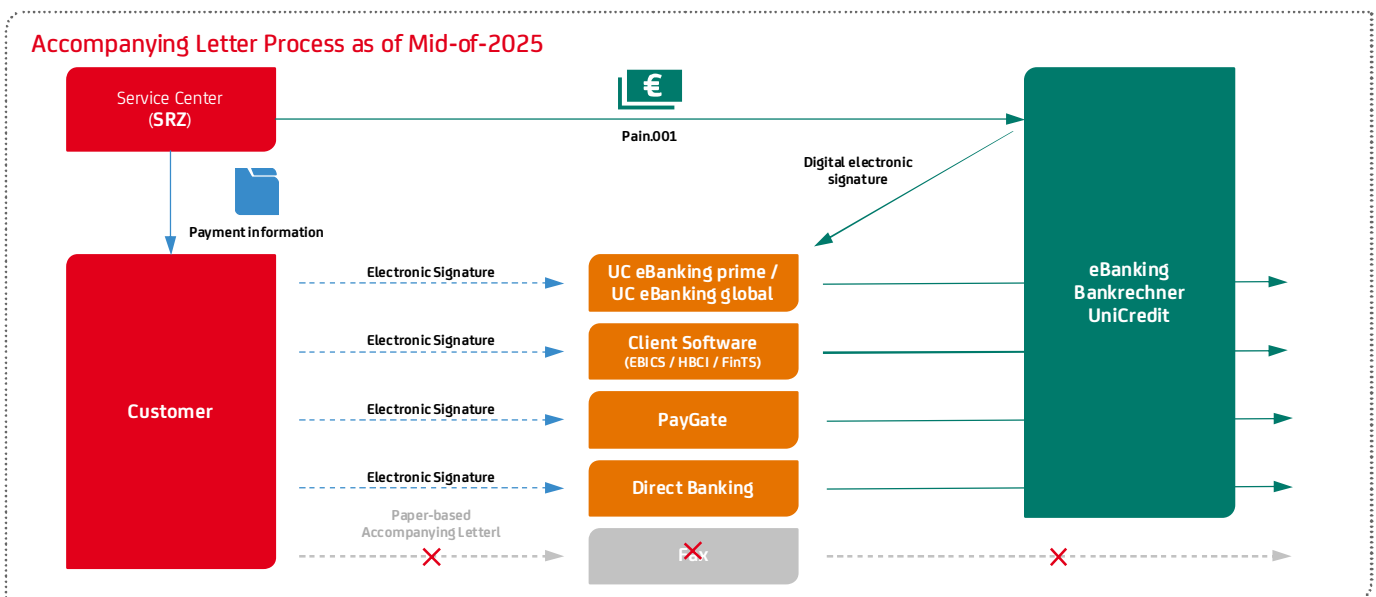 Accompanying Letter Process as of Mid-of-2025
Service Center
(SRZ)
€
Pain.001
Digital electronic
signature
Payment information
Customer
Electronic Signature
UC eBanking prime /
UC eBanking global
eBanking
Bankrechner
UniCredit
Electronic Signature
Client Software
(EBICS / HBCI / FinTS)
Electronic Signature
PayGate
Electronic Signature
Direct Banking
Paper-based
Accompanying Letterl
Fax